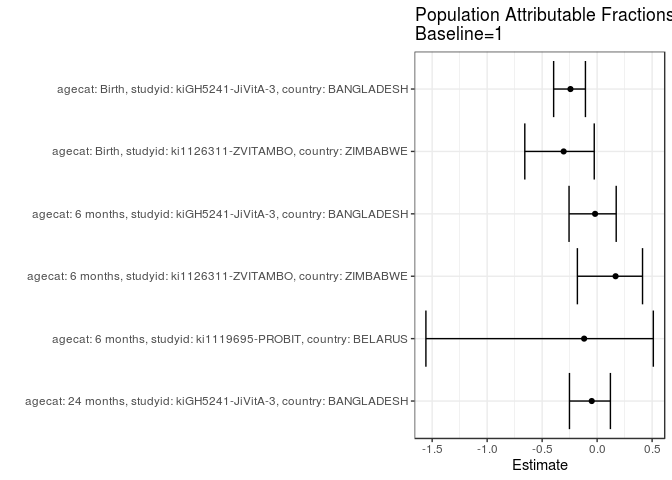 Population Attributable Fractions
Baseline=1
agecat: Birth, studyid: kiGH5241-JiVitA-3, country: BANGLADESH
agecat: Birth, studyid: ki1126311-ZVITAMBO, country: ZIMBABWE
agecat: 6 months, studyid: kiGH5241-JiVitA-3, country: BANGLADESH
agecat: 6 months, studyid: ki1126311-ZVITAMBO, country: ZIMBABWE
agecat: 6 months, studyid: ki1119695-PROBIT, country: BELARUS
agecat: 24 months, studyid: kiGH5241-JiVitA-3, country: BANGLADESH
-1.5 -1.0 -0.5 0.0 0.5
Estimate